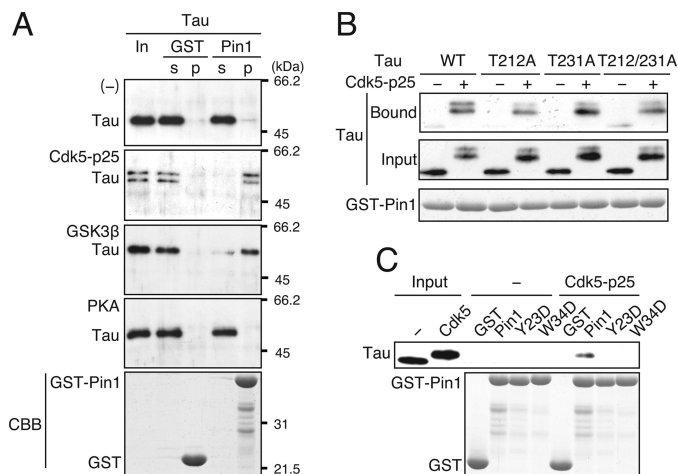 A
Tau
In GST Pin1
s p s p (kDa)
(–) 66.2
Tau
45
Cdk5-p25 66.2
Tau
45
GSK3β 66.2
Tau
45
PKA 66.2
Tau
45
GST-Pin1
CBB 31
GST 21.5
B
Tau WT T212A T231A T212/231A
Cdk5-p25 – + – + – + – +
Tau
Bound
Input
GST-Pin1
C
Input – Cdk5-p25
– Cdk5 GST Pin1 Y23D W34D GST Pin1 Y23D W34D
Tau
GST-Pin1
GST